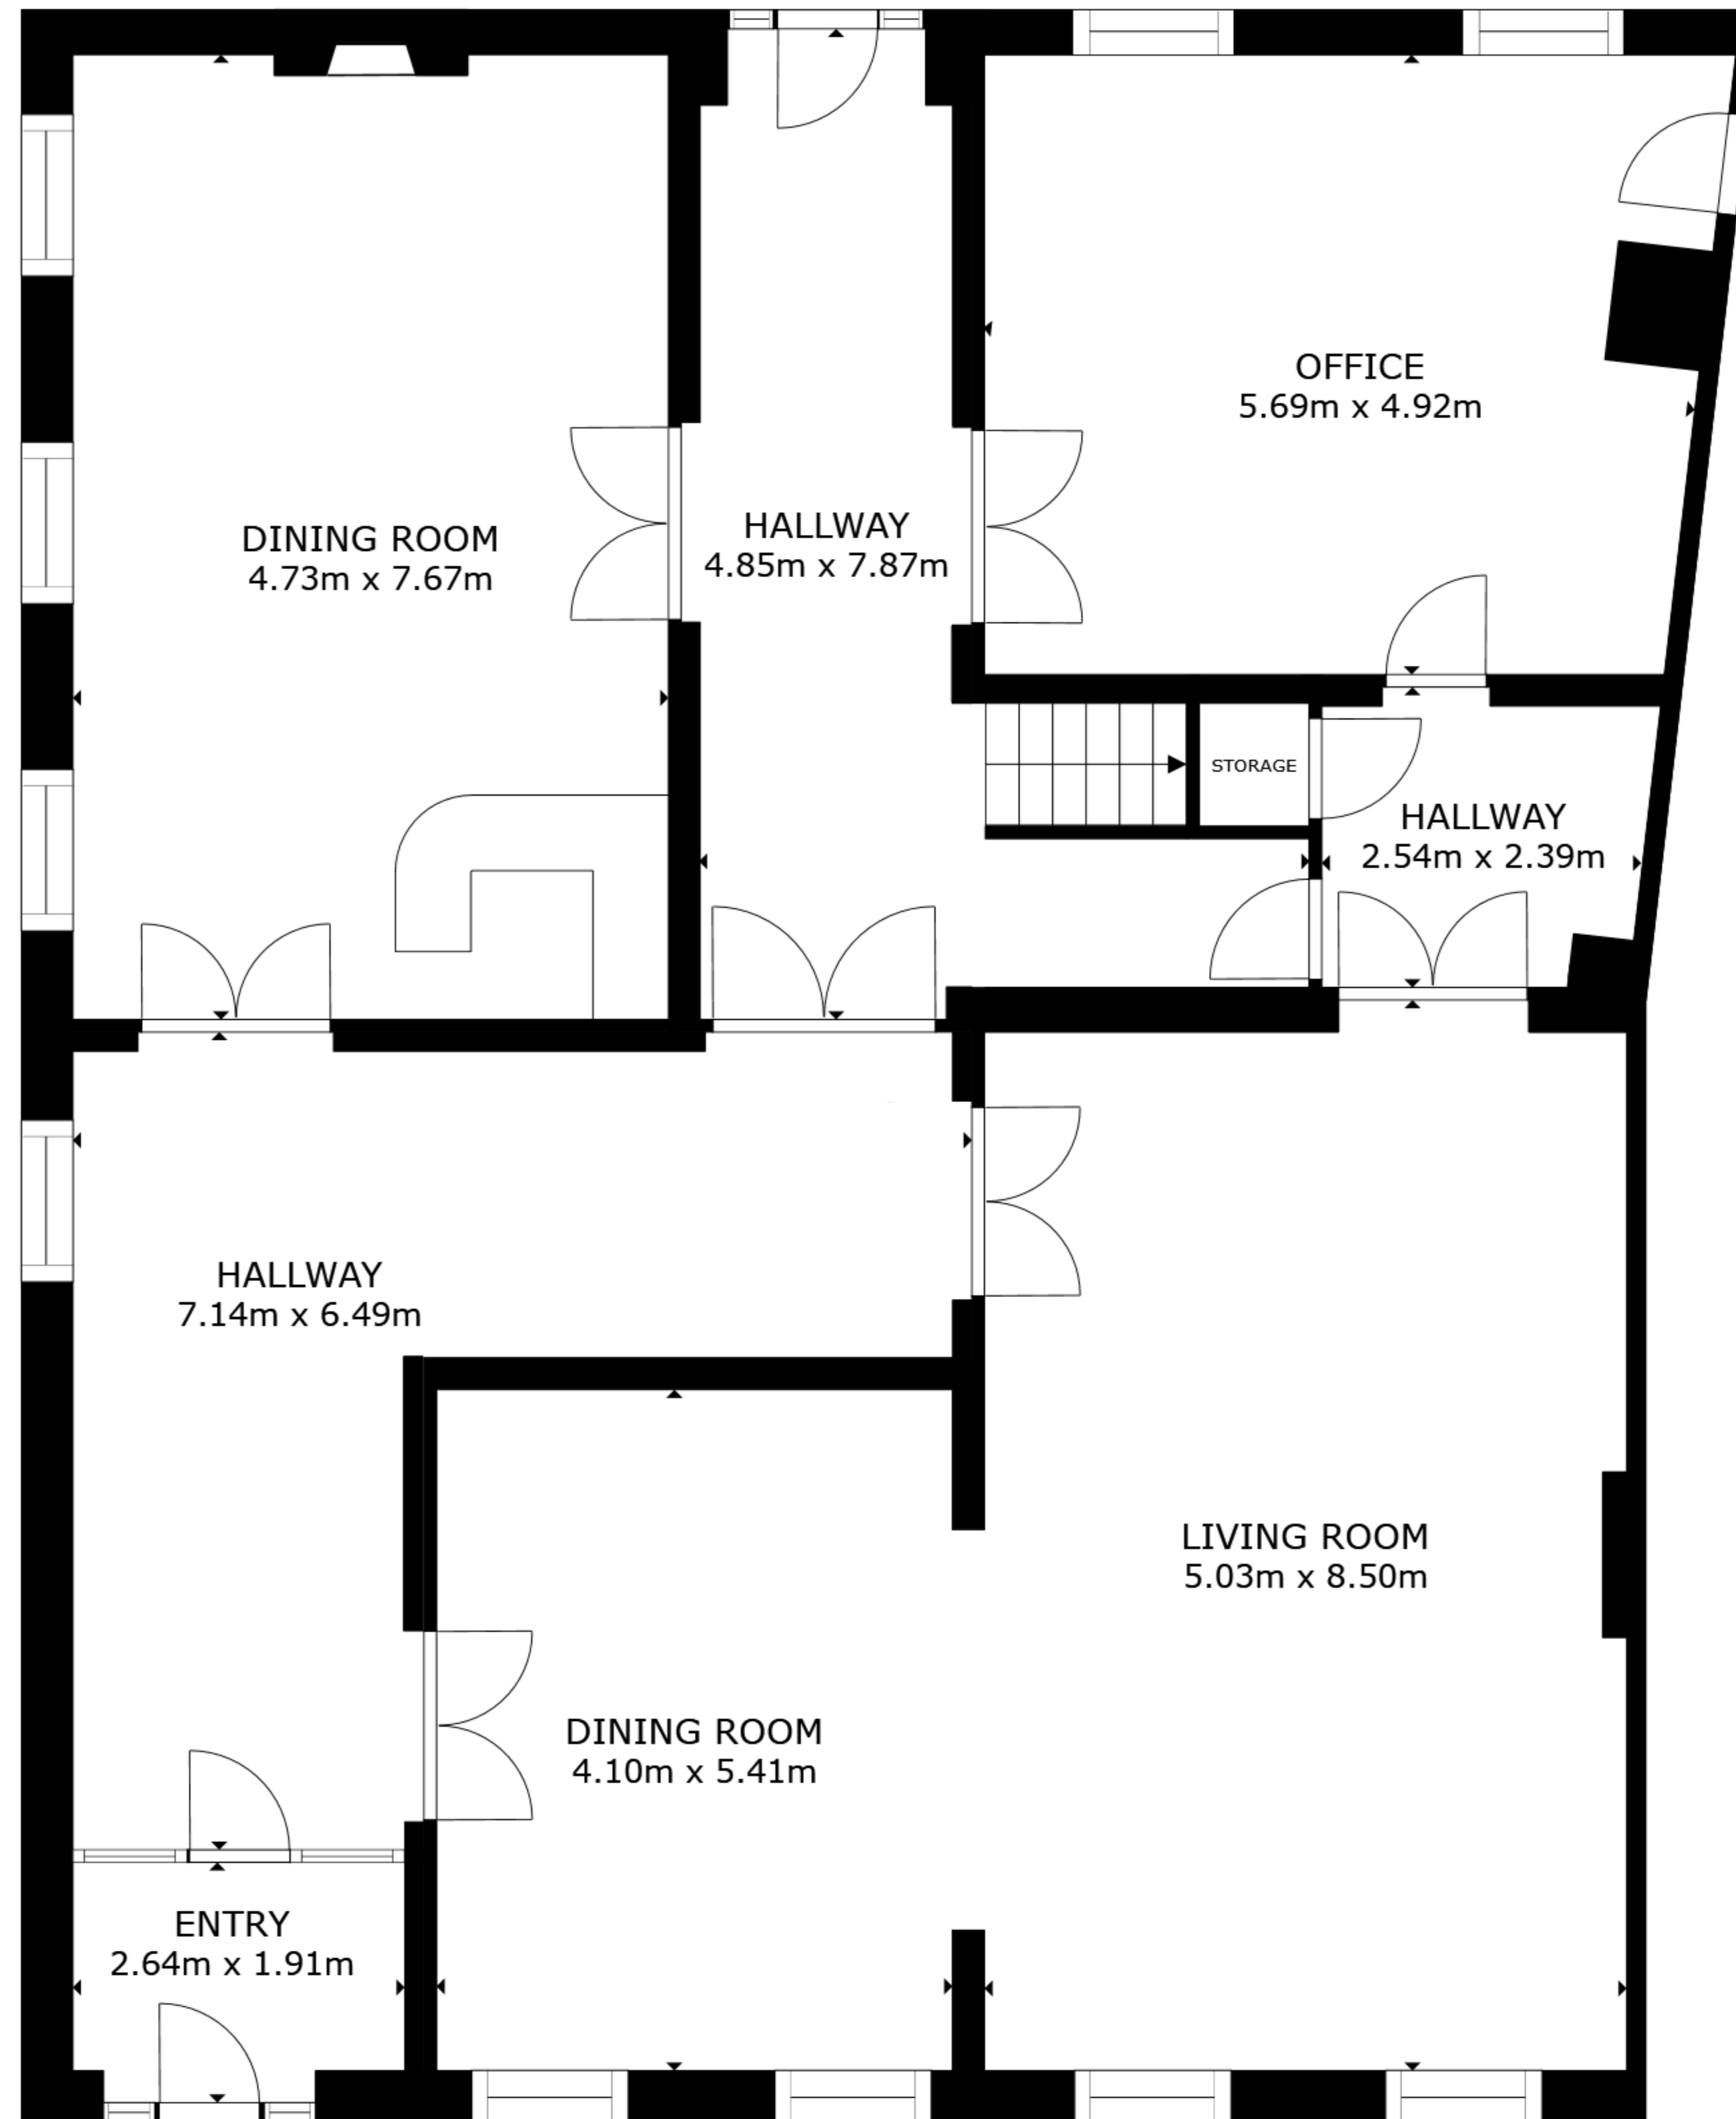 OFFICE
5.69m x 4.92m
DINING ROOM
4.73m x 7.67m
HALLWAY
4.85m x 7.87m
STORAGE
HALLWAY
2.54m x 2.39m
HALLWAY
7.14m x 6.49m
LIVING ROOM
5.03m x 8.50m
DINING ROOM
4.10m x 5.41m
ENTRY
2.64m x 1.91m